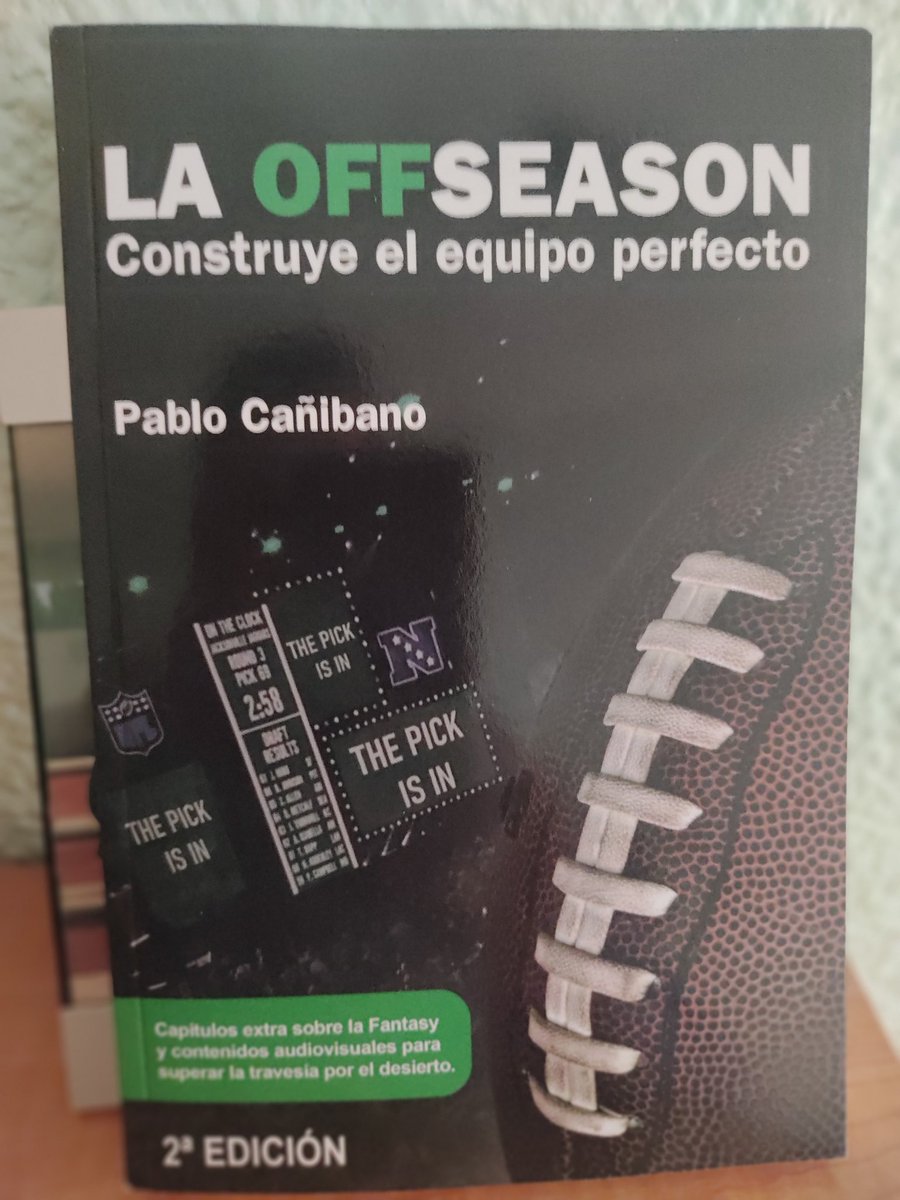 LA OFFSEASON
Construye el equipo perfecto
Pablo Cañibano
ON THE CLOCK
ROUND 3
2:58
DRAFT
RESULTS
THE PICK
IS IN
N
THE PICK
IS IN
NFL
THE PICK
IS IN
Capítulos extra sobre la Fantasy
y contenidos audiovisuales para
superar la travesía por el desierto.
2ª EDICIÓN